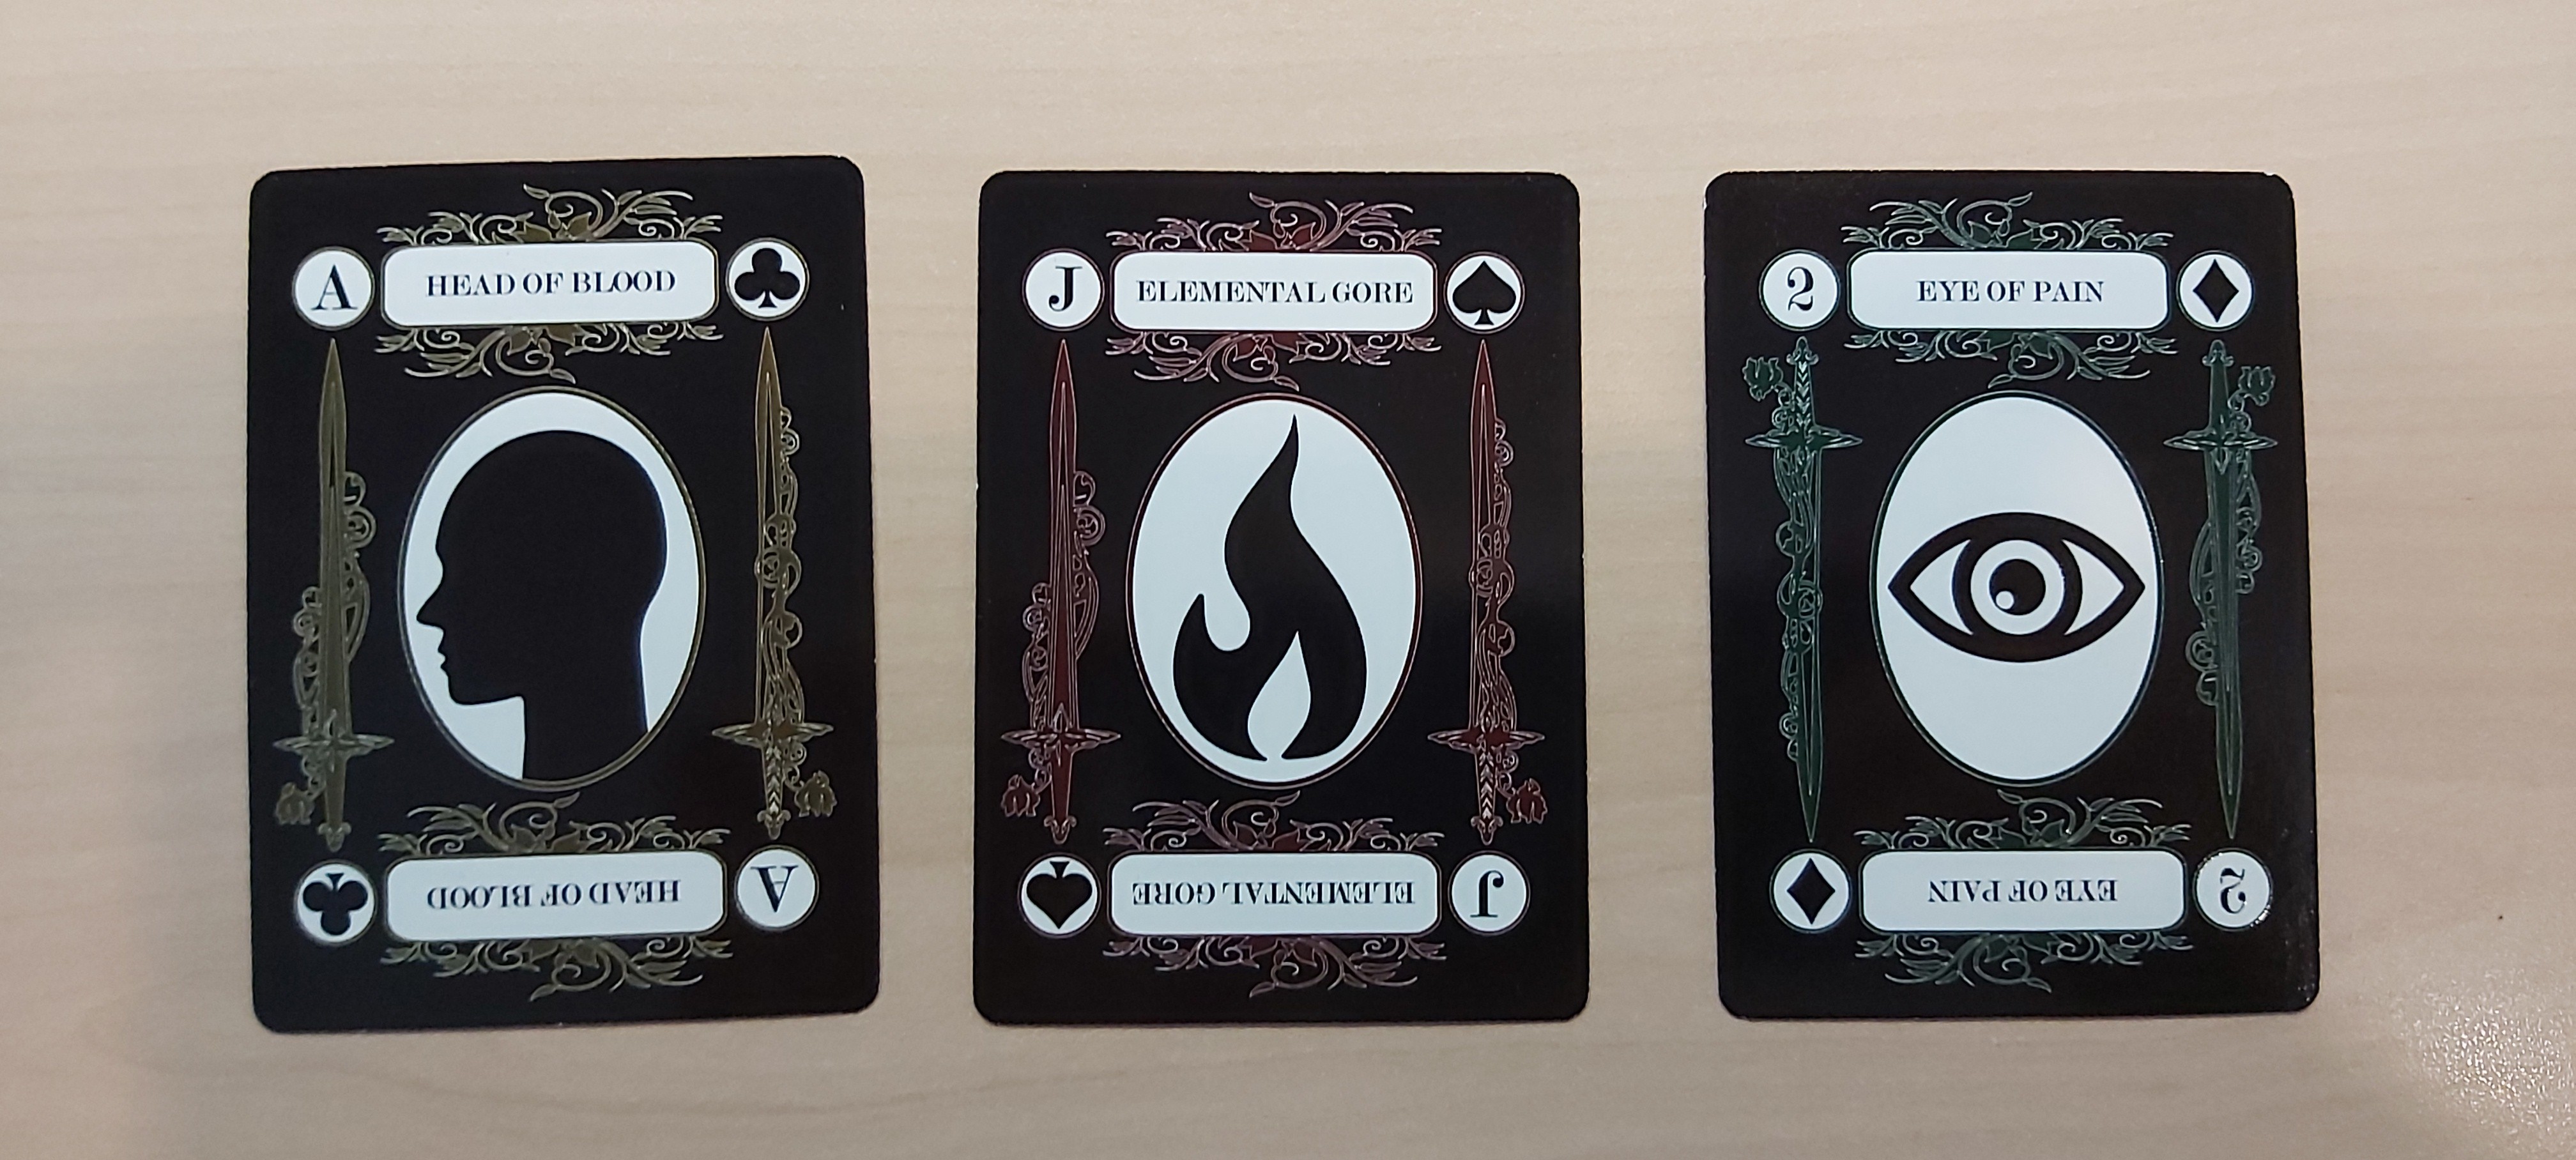 A HEAD OF BLOOD
HEAD OF BLOOD A
J ELEMENTAL GORE
ELEMENTAL GORE J
2 EYE OF PAIN
EYE OF PAIN 2